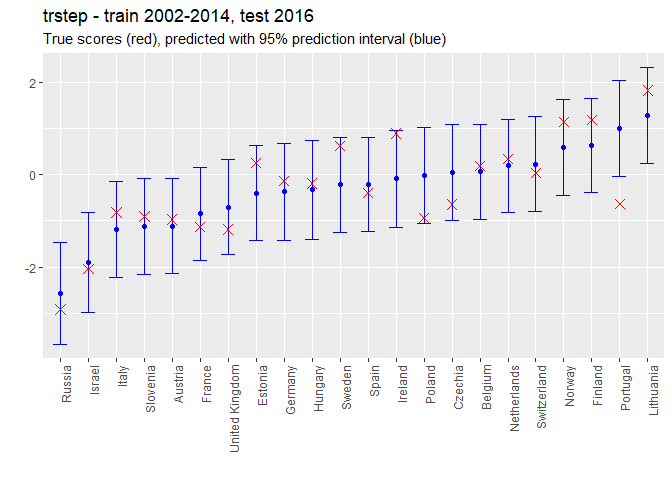 trstep - train 2002-2014, test 2016
True scores (red), predicted with 95% prediction interval (blue)
2
0
-2
Russia
Israel
Italy
Slovenia
Austria
France
United Kingdom
Estonia
Germany
Hungary
Sweden
Spain
Ireland
Poland
Czechia
Belgium
Netherlands
Switzerland
Norway
Finland
Portugal
Lithuania